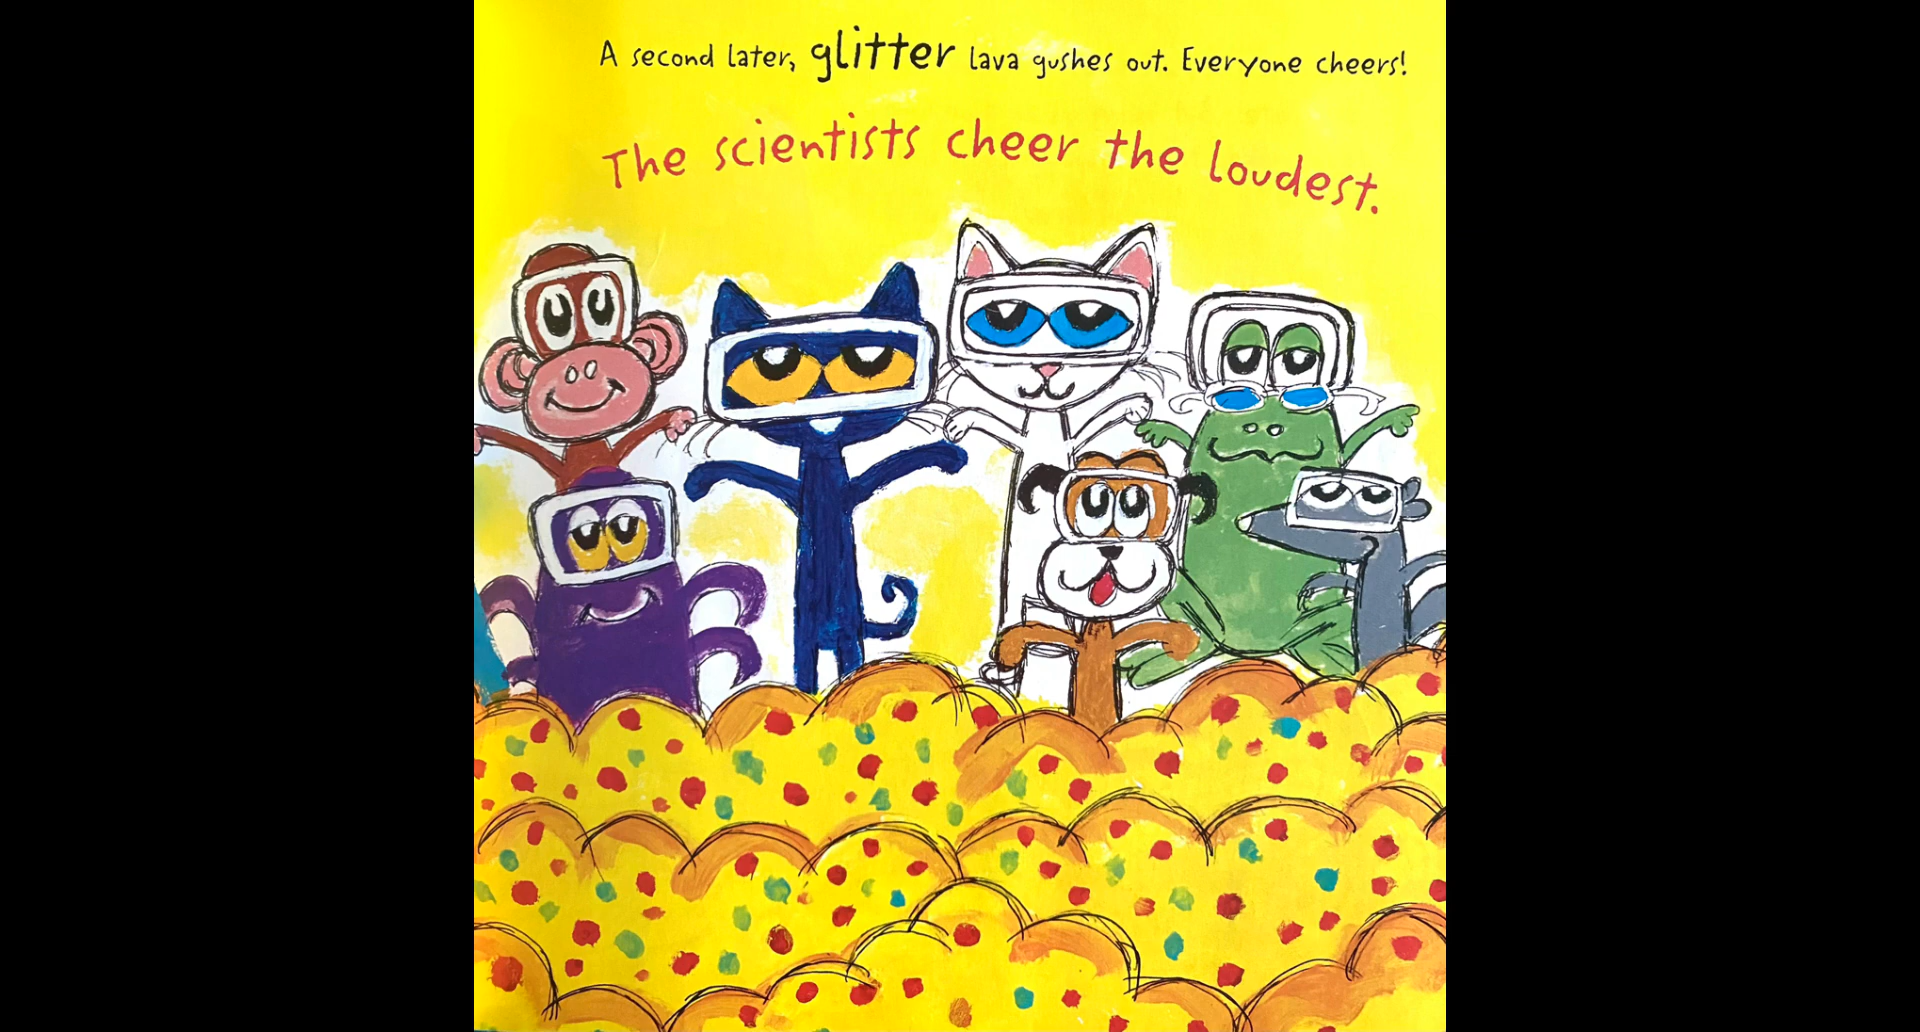 A second later, glitter lava gushes out. Everyone cheers!
The scientists cheer the loudest.